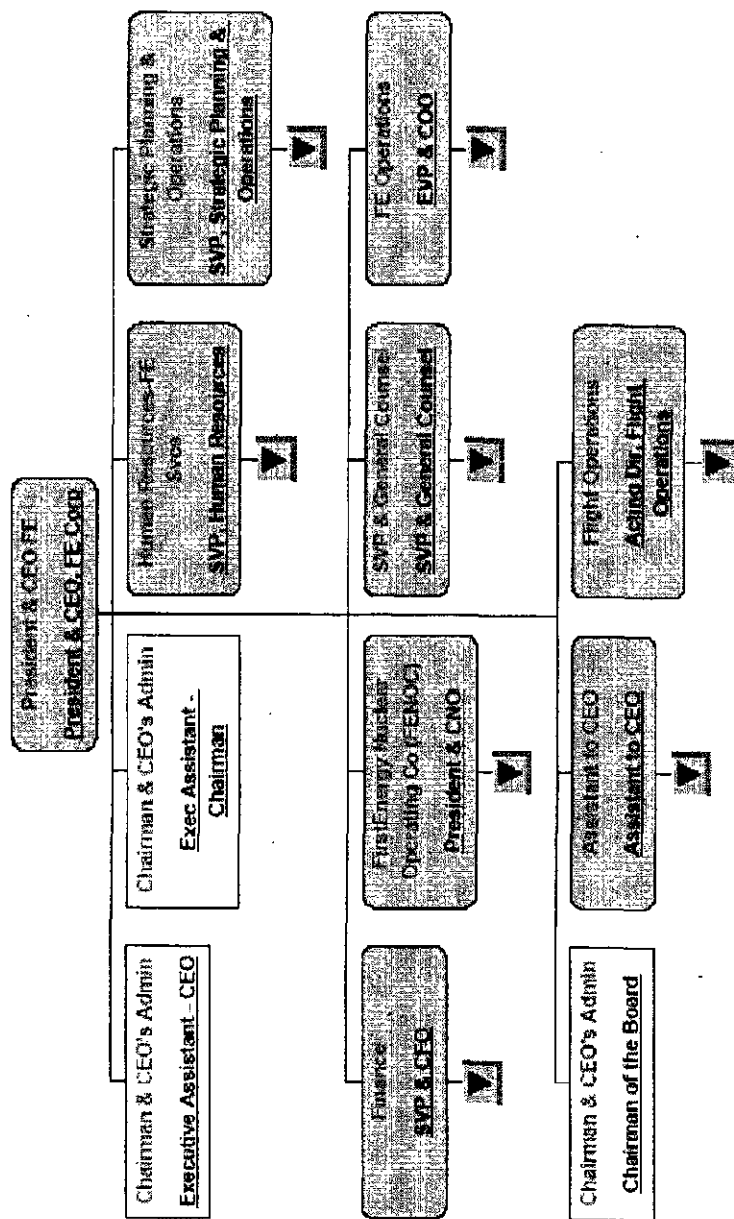 President & CEO-FE
President & CEO, FE Corp
Chairman & CEO's Admin
Executive Assistant - CEO
Chairman & CEO's Admin
Exec Assistant -
Chairman
Human Resources-FE
Svcs
SVP, Human Resources
Strategic Planning &
Operations
SVP, Strategic Planning &
Operations
Finance
SVP & CFO
FirstEnergy Nuclear
Operating Co (FENOC)
President & CNO
SVP & General Counsel
SVP & General Counsel
FE Operations
EVP & COO
Chairman & CEO's Admin
Chairman of the Board
Assistant to CEO
Assistant to CEO
Flight Operations
Acting Dir, Flight
Operations